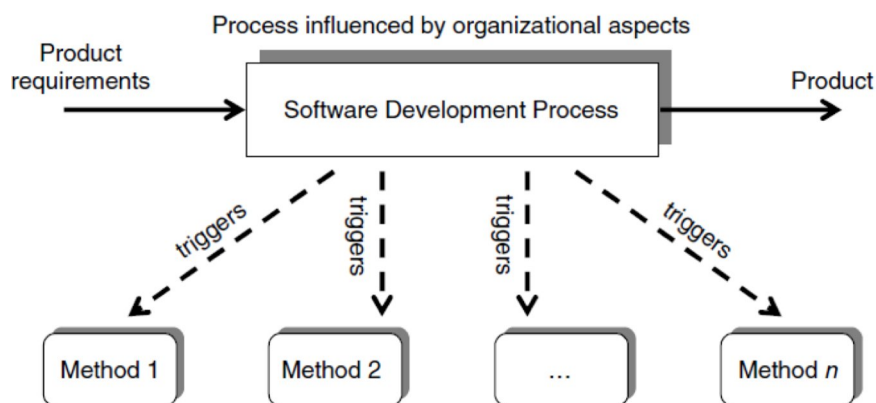 Process influenced by organizational aspects
Product
requirements
Product
Software Development Process
triggers
triggers
triggers
triggers
Method 1
Method 2
...
Method n